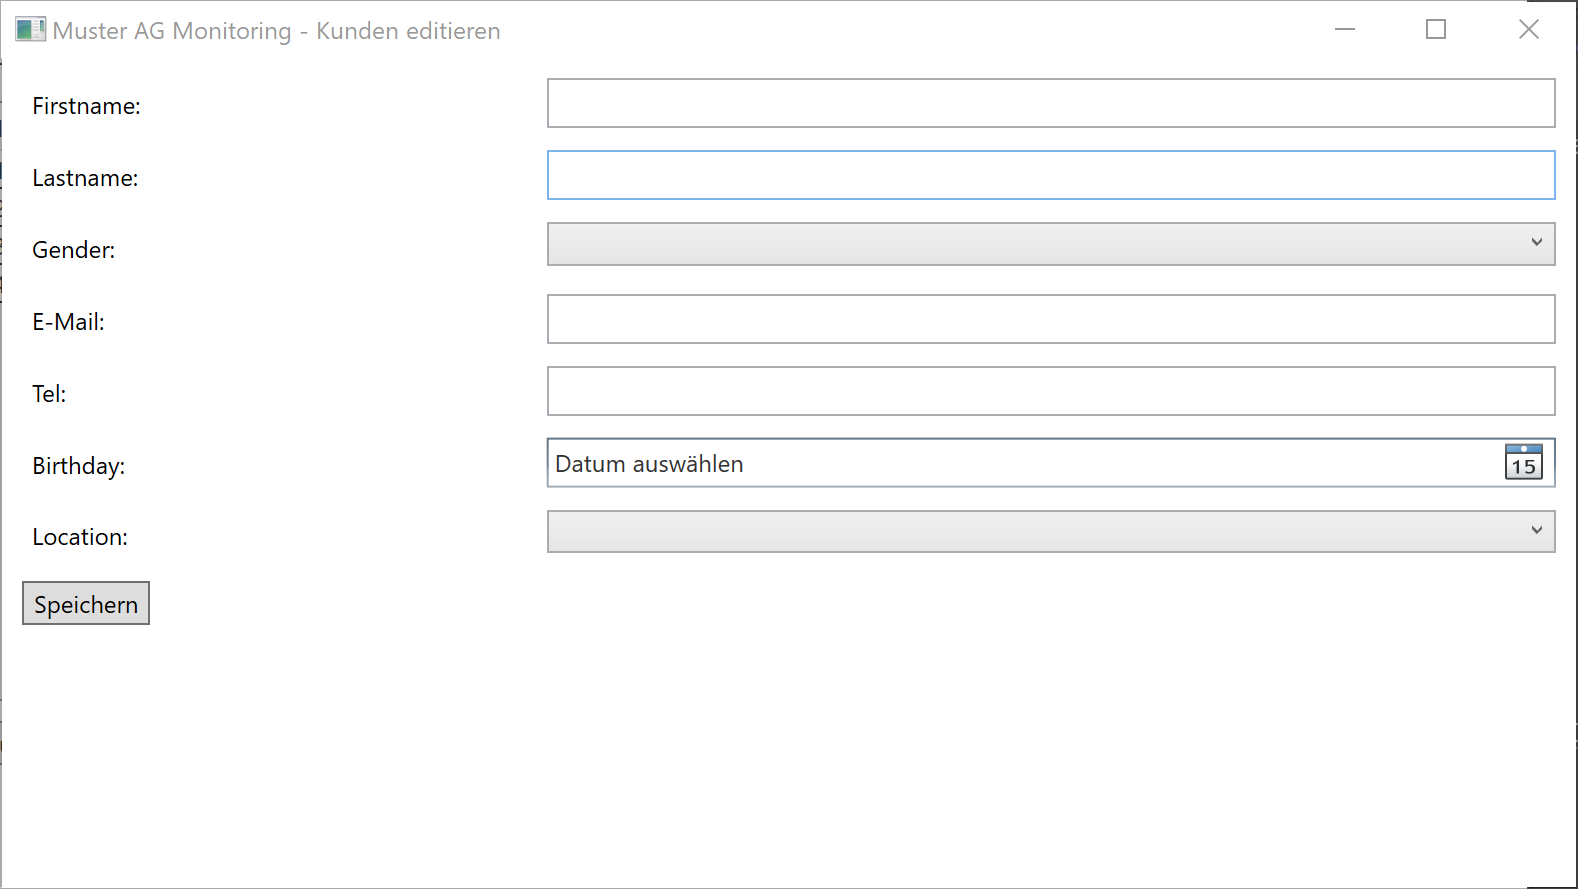 Muster AG Monitoring - Kunden editieren
Firstname:
Lastname:
Gender:
E-Mail:
Tel:
Birthday: Datum auswählen 15
Location:
Speichern